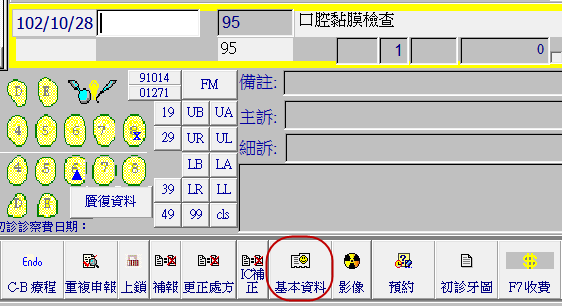 102/10/28 95 口腔黏膜檢查
95 1 0
91014 FM 備註:
01271
D E
19 UB UA 主訴:
4 5 6 7 8 x
29 UR UL 細訴:
LB LA
4 5 6 7 8
39 LR LL
贋復資料
D E
49 99 cls
初診診察費日期：
Endo
C-B 療程 重複申報 上鎖 補報 更正處方 IC補正 基本資料 影像 預約 初診牙圖 F7收費